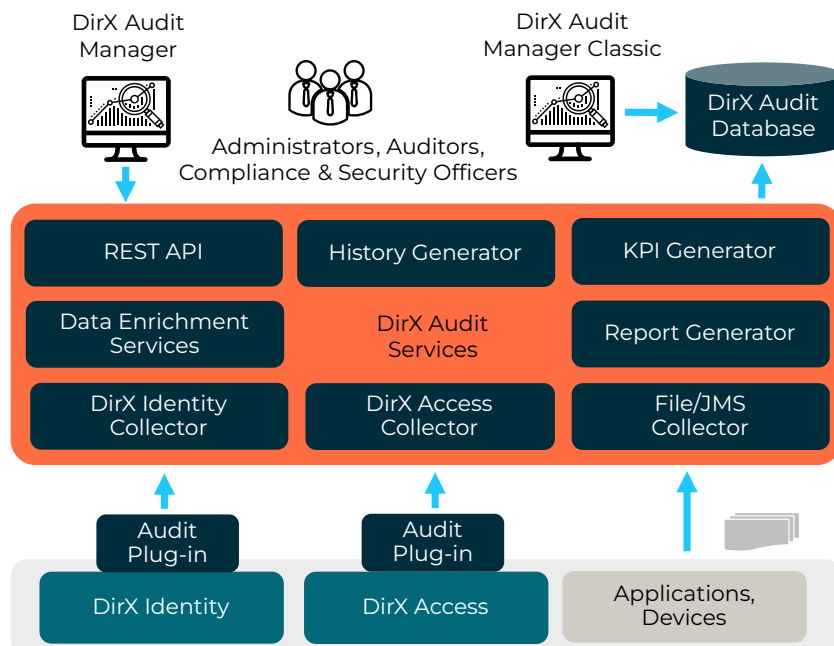 DirX Audit
Manager
DirX Audit
Manager Classic
DirX Audit
Database
Administrators, Auditors,
Compliance & Security Officers
REST API
History Generator
KPI Generator
Data Enrichment
Services
DirX Audit
Services
Report Generator
DirX Identity
Collector
DirX Access
Collector
File/JMS
Collector
Audit
Plug-in
Audit
Plug-in
DirX Identity
DirX Access
Applications,
Devices